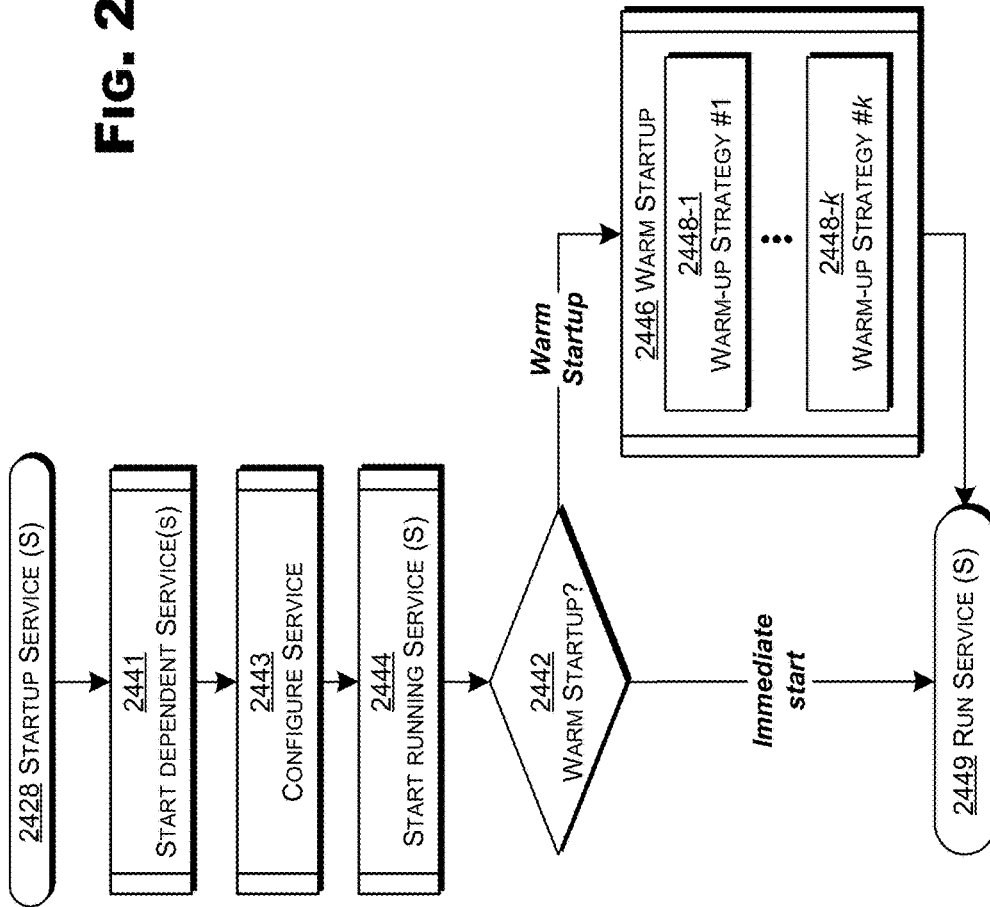 FIG. 2
2428 STARTUP SERVICE (S)
2441
START DEPENDENT SERVICE(S)
2443
CONFIGURE SERVICE
2444
START RUNNING SERVICE (S)
2442
WARM STARTUP?
Warm
Startup
2446 WARM STARTUP
2448-1
WARM-UP STRATEGY #1
2448-k
WARM-UP STRATEGY #k
Immediate
start
2449 RUN SERVICE (S)